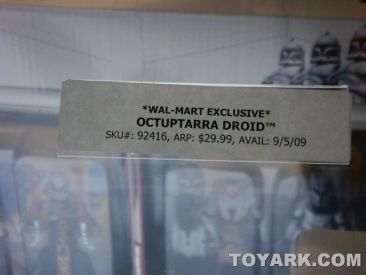 *WAL-MART EXCLUSIVE*
OCTUPTARRA DROID™
SKU#: 92416, ARP: $29.99, AVAIL: 9/5/09
TOYARK.COM